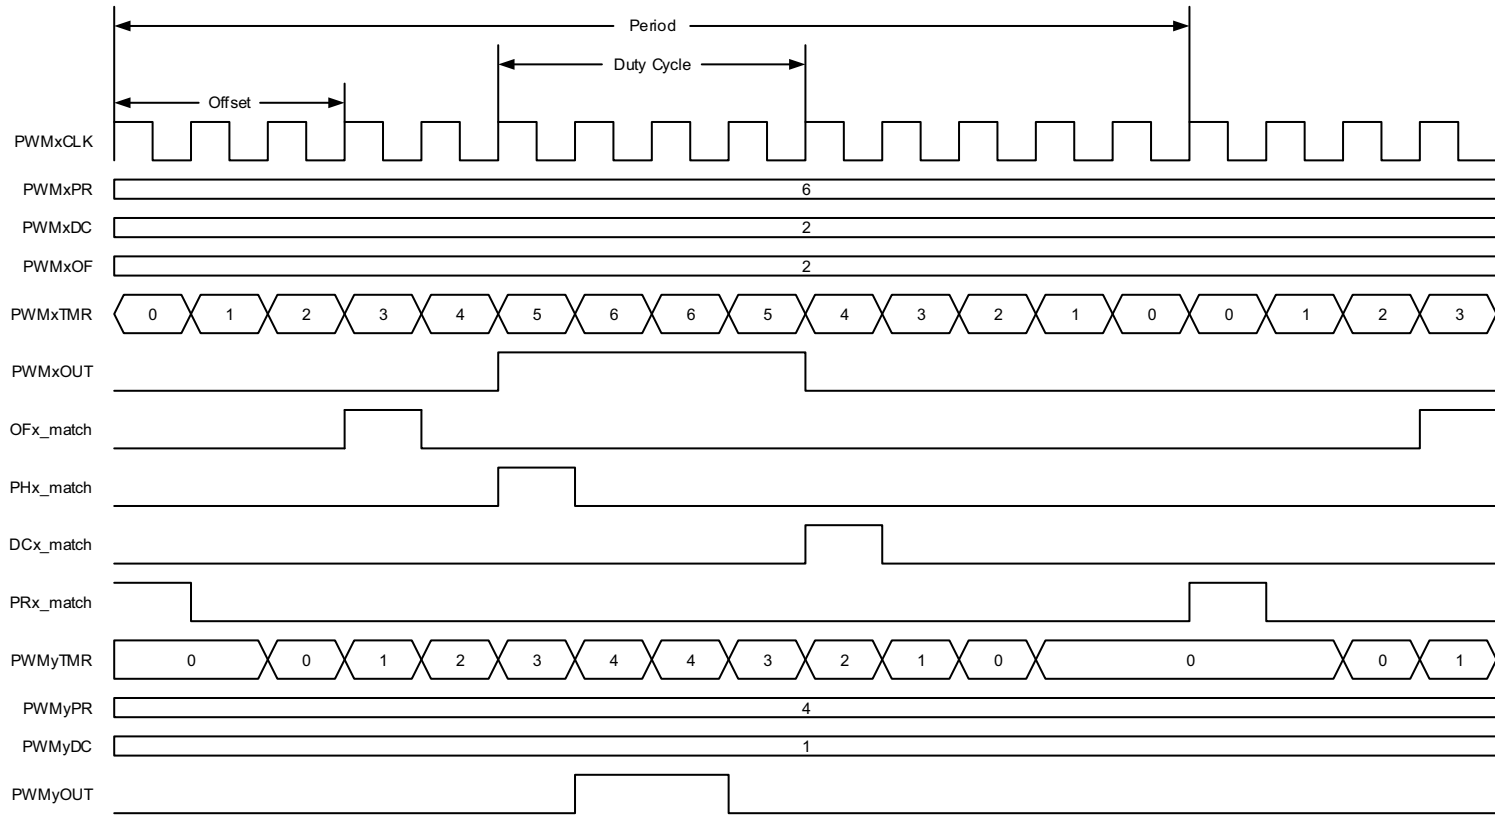 Period
Duty Cycle
Offset
PWMxCLK
PWMxPR 6
PWMxDC 2
PWMxOF 2
PWMxTMR 0 1 2 3 4 5 6 6 5 4 3 2 1 0 0 1 2 3
PWMxOUT
OFx_match
PHx_match
DCx_match
PRx_match
PWMyTMR 0 0 1 2 3 4 4 3 2 1 0 0 0 1
PWMyPR 4
PWMyDC 1
PWMyOUT